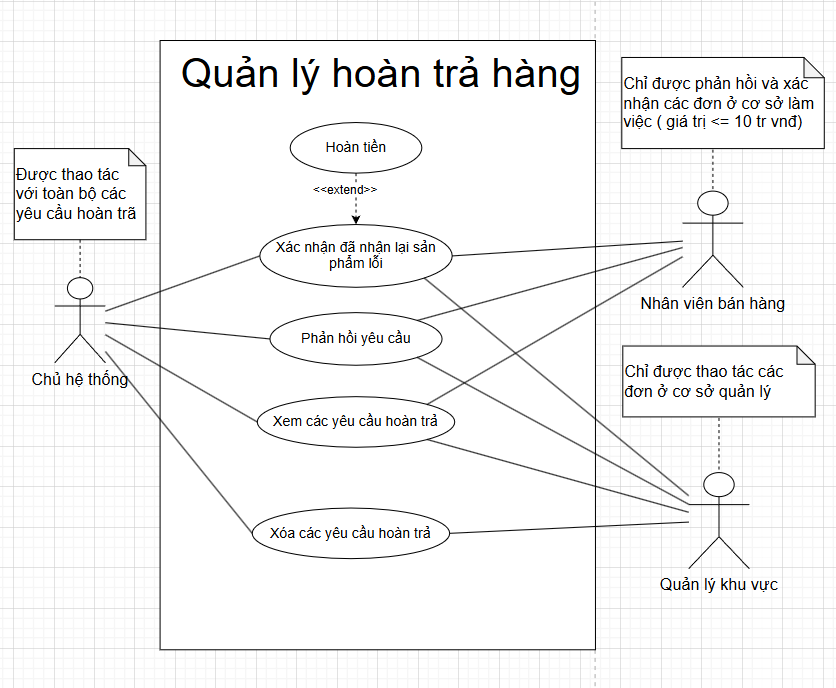 Quản lý hoàn trả hàng
Chỉ được phản hồi và xác
nhận các đơn ở cơ sở làm
việc ( giá trị <= 10 tr vnđ)
Hoàn tiền
Được thao tác
với toàn bộ các
yêu cầu hoàn trã
<<extend>>
Xác nhận đã nhận lại sản
phẩm lỗi
Nhân viên bán hàng
Phản hồi yêu cầu
Chủ hệ thống
Chỉ được thao tác các
đơn ở cơ sở quản lý
Xem các yêu cầu hoàn trả
Xóa các yêu cầu hoàn trả
Quản lý khu vực